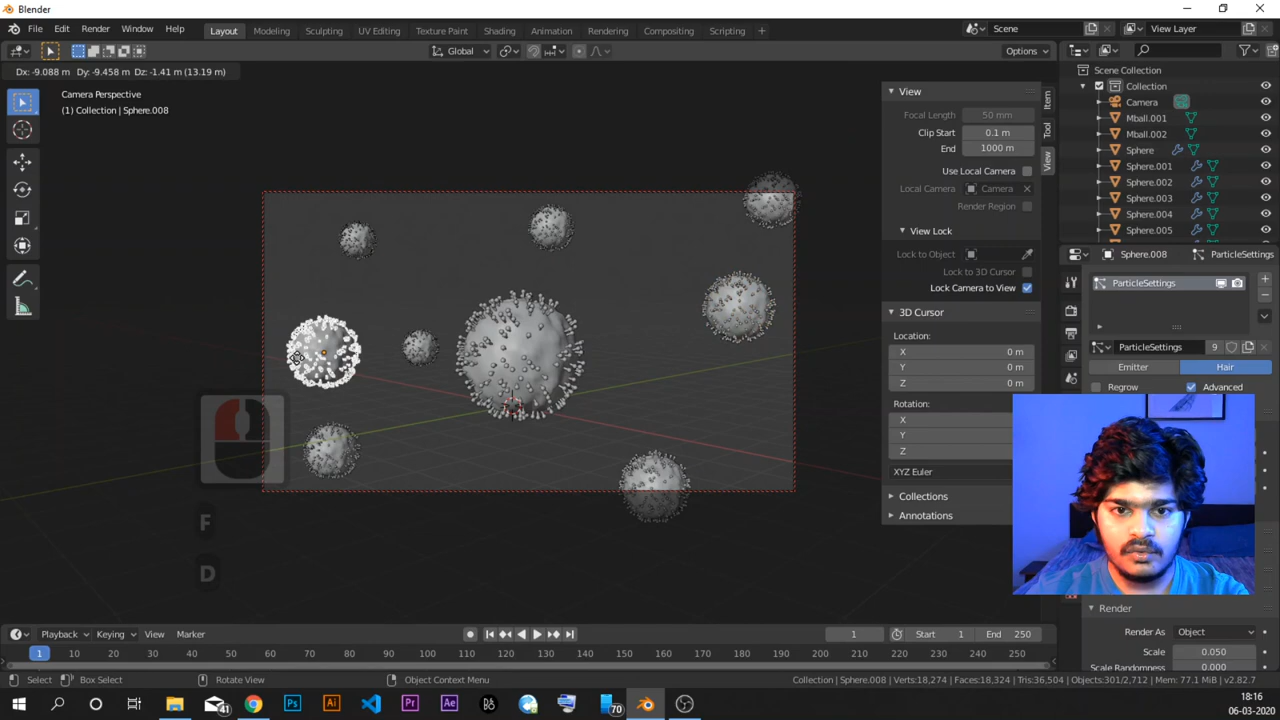 Blender
File Edit Render Window Help
Layout Modeling Sculpting UV Editing Texture Paint Shading Animation Rendering Compositing Scripting +
Scene
View Layer
Global
Options
Dx: -9.088 m Dy: -9.458 m Dz: -1.41 m (13.19 m)
Camera Perspective
(1) Collection | Sphere.008
View
Focal Length 50 mm
Clip Start 0.1 m
End 1000 m
Use Local Camera
Local Camera Camera
Render Region
View Lock
Lock to Object
Lock to 3D Cursor
Lock Camera to View
3D Cursor
Location:
X 0 m
Y 0 m
Z 0 m
Rotation:
X
Y
Z
XYZ Euler
Collections
Annotations
Item
Tool
View
Scene Collection
Collection
Camera
Mball.001
Mball.002
Sphere
Sphere.001
Sphere.002
Sphere.003
Sphere.004
Sphere.005
Sphere.008 ParticleSettings
ParticleSettings
ParticleSettings 9
Emitter Hair
Regrow Advanced
Render
Render As Object
Scale 0.050
Scale Randomness 0.000
F
D
Playback Keying View Marker
1 Start 1 End 250
1 10 20 30 40 50 60 70 80 90 100 110 120 130 140 150 160 170 180 190 200 210 220 230 240 250
Select Box Select Rotate View Object Context Menu
Collection | Sphere.008 | Verts:18,274 | Faces:18,324 | Tris:36,504 | Objects:301/2,712 | Mem: 77.1 MiB | v2.82.7
41
Ps
Ai
Pr
Ae
70
18:16
06-03-2020